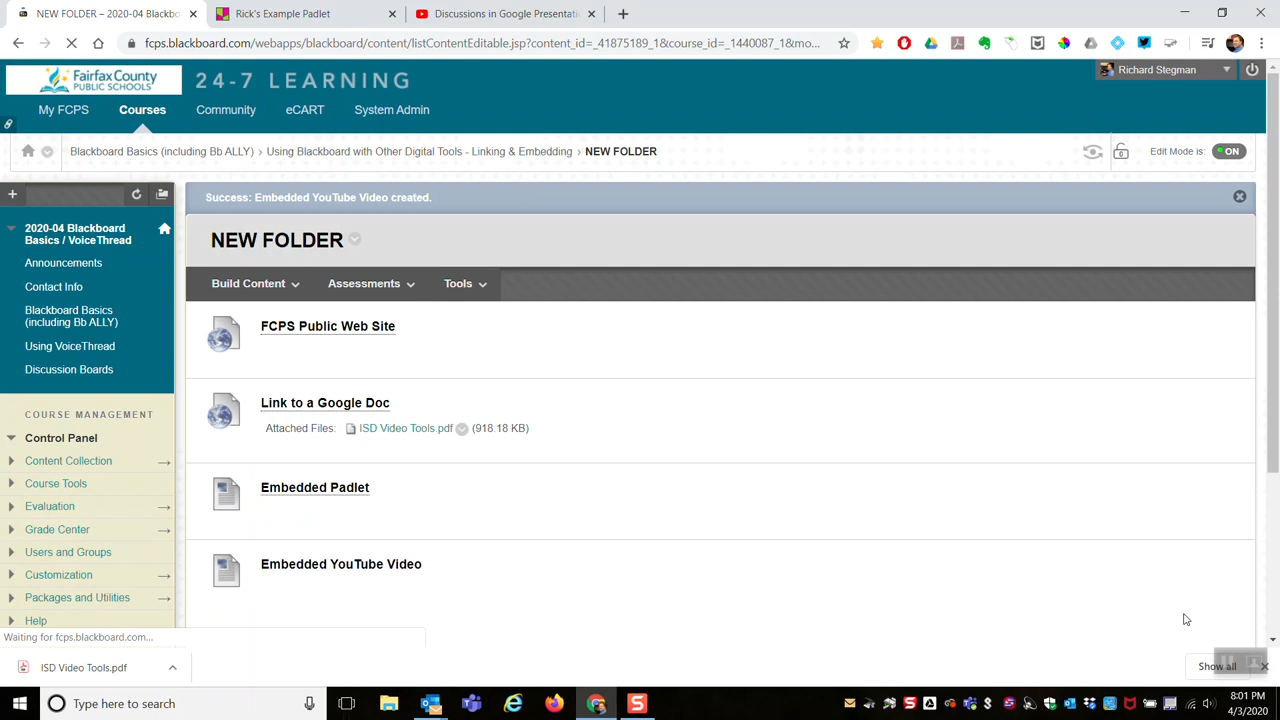 NEW FOLDER – 2020-04 Blackbo
Rick's Example Padlet
Discussions in Google Presentatio
fcps.blackboard.com/webapps/blackboard/content/listContentEditable.jsp?content_id=_41875189_1&course_id=_1440087_1&mo...
Fairfax County
PUBLIC SCHOOLS
24-7 LEARNING
Richard Stegman
My FCPS
Courses
Community
eCART
System Admin
Blackboard Basics (including Bb ALLY) > Using Blackboard with Other Digital Tools - Linking & Embedding > NEW FOLDER
Edit Mode is: ON
Success: Embedded YouTube Video created.
2020-04 Blackboard
Basics / VoiceThread
Announcements
Contact Info
Blackboard Basics
(including Bb ALLY)
Using VoiceThread
Discussion Boards
COURSE MANAGEMENT
Control Panel
Content Collection
Course Tools
Evaluation
Grade Center
Users and Groups
Customization
Packages and Utilities
Help
NEW FOLDER
Build Content
Assessments
Tools
FCPS Public Web Site
Link to a Google Doc
Attached Files: ISD Video Tools.pdf (918.18 KB)
Embedded Padlet
Embedded YouTube Video
Waiting for fcps.blackboard.com...
ISD Video Tools.pdf
Show all
Type here to search
8:01 PM
4/3/2020